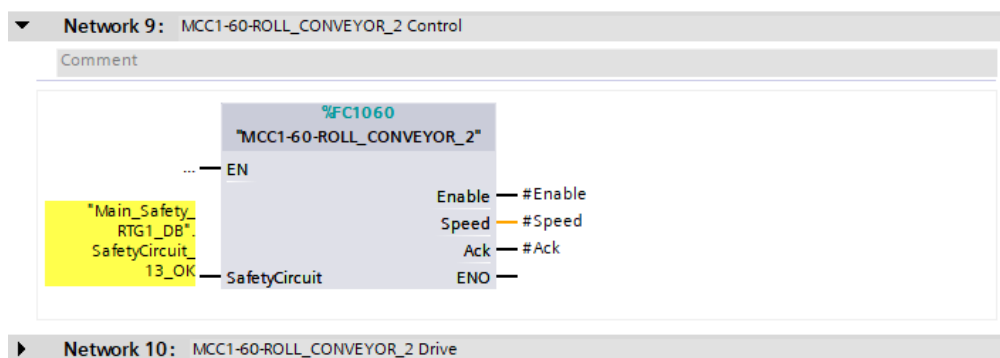 Network 9: MCC1-60-ROLL_CONVEYOR_2 Control
Comment
%FC1060
"MCC1-60-ROLL_CONVEYOR_2"
... EN
Enable #Enable
"Main_Safety_
RTG1_DB".
SafetyCircuit_
13_OK
Speed #Speed
Ack #Ack
SafetyCircuit ENO
Network 10: MCC1-60-ROLL_CONVEYOR_2 Drive